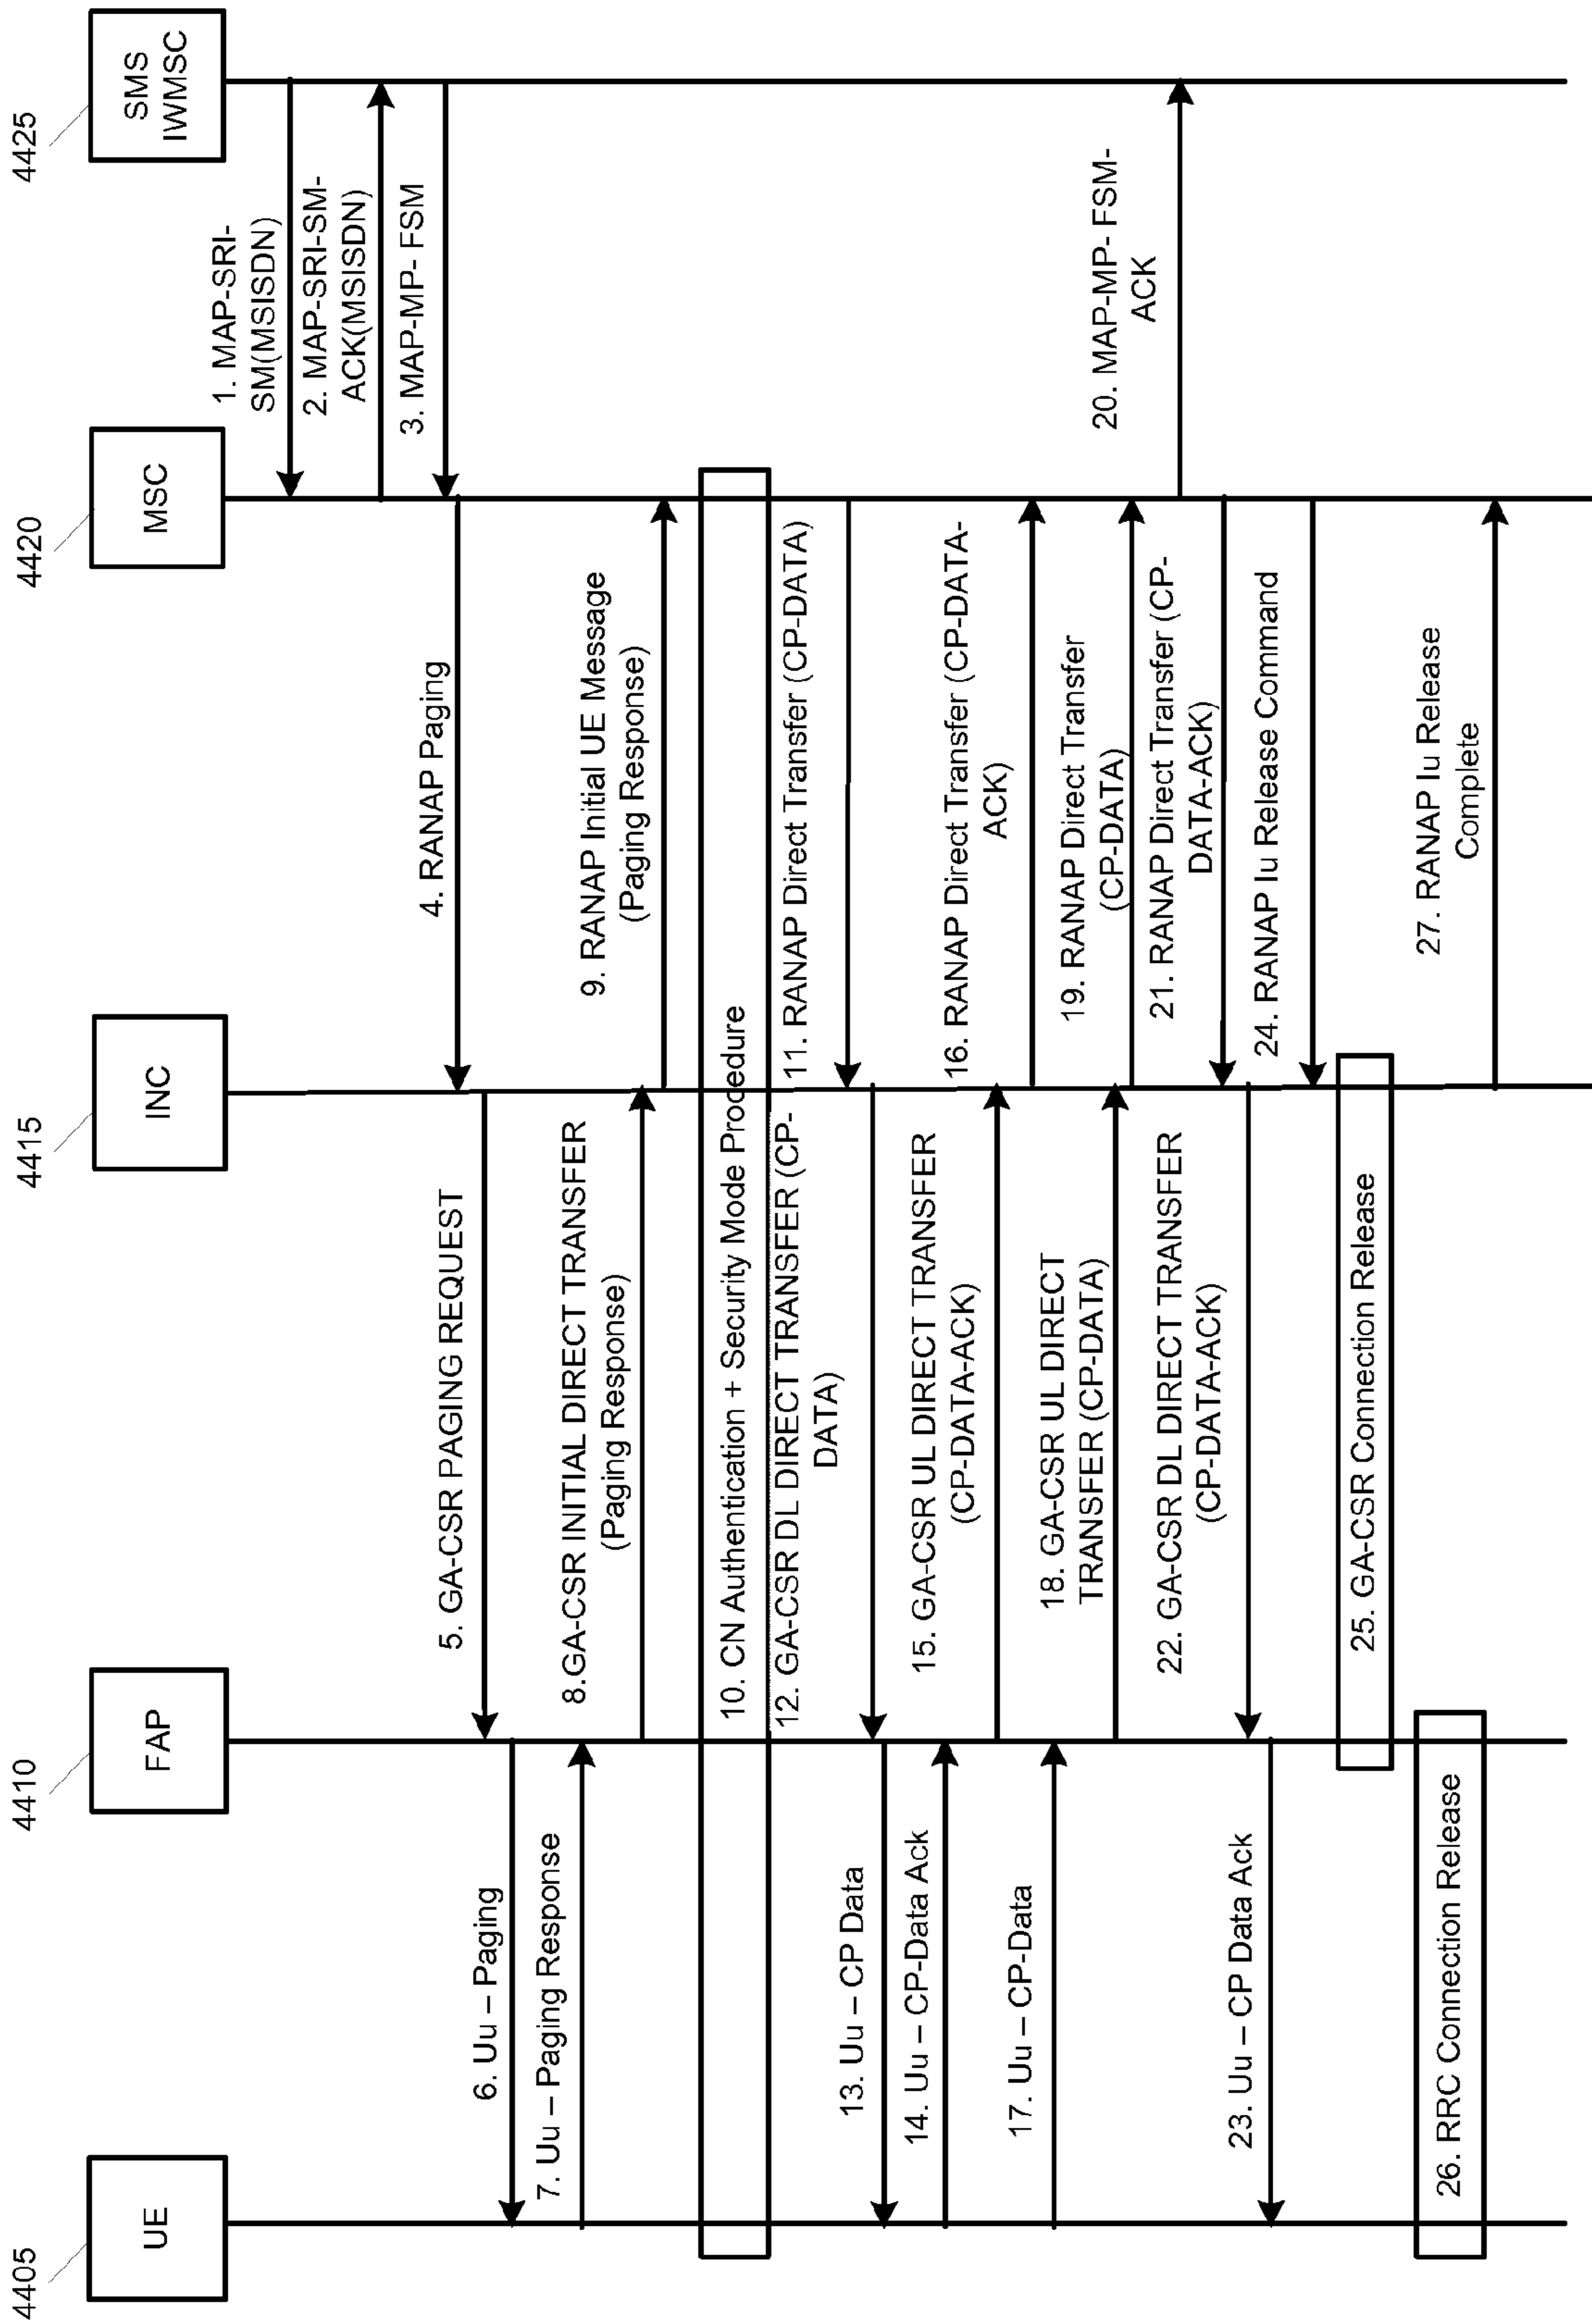 4405
4410
4415
4420
4425
UE
FAP
INC
MSC
SMS
IWMSC
1. MAP-SRI-
SM(MSISDN)
2. MAP-SRI-SM-
ACK(MSISDN)
3. MAP-MP- FSM
4. RANAP Paging
5. GA-CSR PAGING REQUEST
6. Uu – Paging
7. Uu – Paging Response
8.GA-CSR INITIAL DIRECT TRANSFER
(Paging Response)
9. RANAP Initial UE Message
(Paging Response)
10. CN Authentication + Security Mode Procedure
11. RANAP Direct Transfer (CP-DATA)
12. GA-CSR DL DIRECT TRANSFER (CP-
DATA)
13. Uu – CP Data
14. Uu – CP-Data Ack
15. GA-CSR UL DIRECT TRANSFER
(CP-DATA-ACK)
16. RANAP Direct Transfer (CP-DATA-
ACK)
17. Uu – CP-Data
18. GA-CSR UL DIRECT
TRANSFER (CP-DATA)
19. RANAP Direct Transfer
(CP-DATA)
20. MAP-MP- FSM-
ACK
21. RANAP Direct Transfer (CP-
DATA-ACK)
22. GA-CSR DL DIRECT TRANSFER
(CP-DATA-ACK)
23. Uu – CP Data Ack
24. RANAP Iu Release Command
25. GA-CSR Connection Release
26. RRC Connection Release
27. RANAP Iu Release
Complete